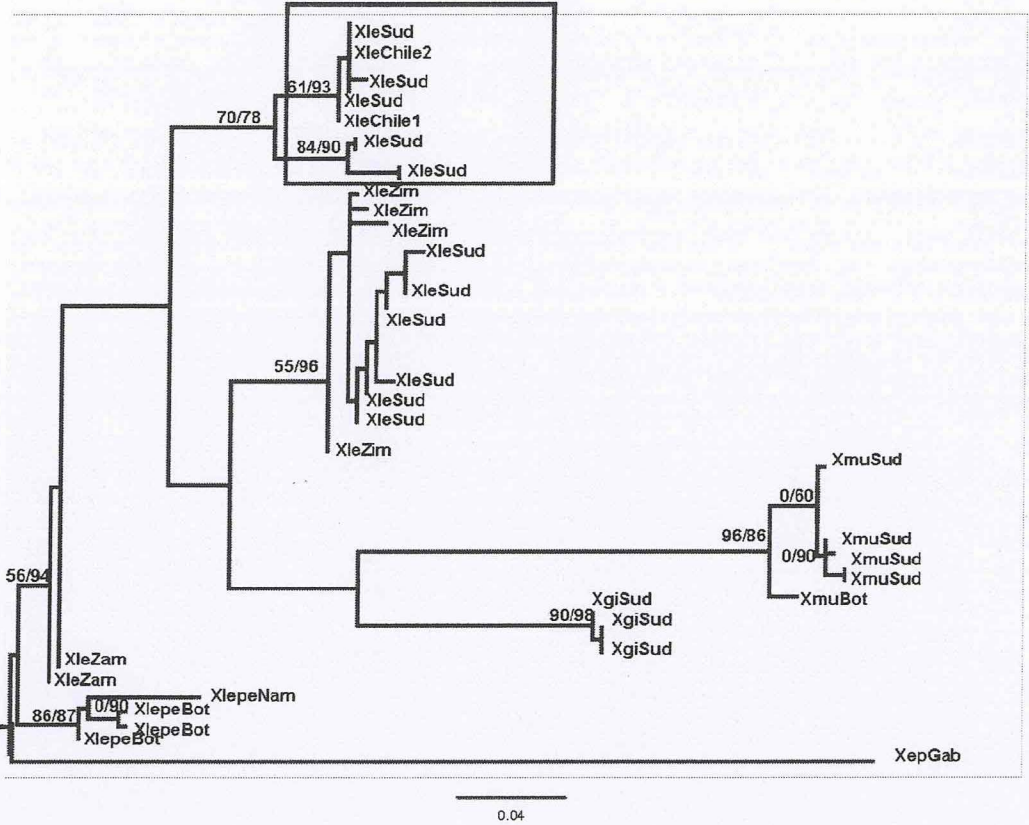 XleSud
XleChile2
XleSud
61/93
XleSud
XleChile1
70/78
XleSud
84/90
XleSud
XleZim
XleZim
XleZim
XleSud
XleSud
XleSud
55/96
XleSud
XleSud
XleSud
XleZim
XmuSud
0/60
96/86
XmuSud
0/90
XmuSud
XmuSud
56/94
XmuBot
XgiSud
90/98
XgiSud
XgiSud
XleZam
XleZam
XlepeNam
0/90
XlepeBot
86/87
XlepeBot
XlepeBot
XepGab
0.04